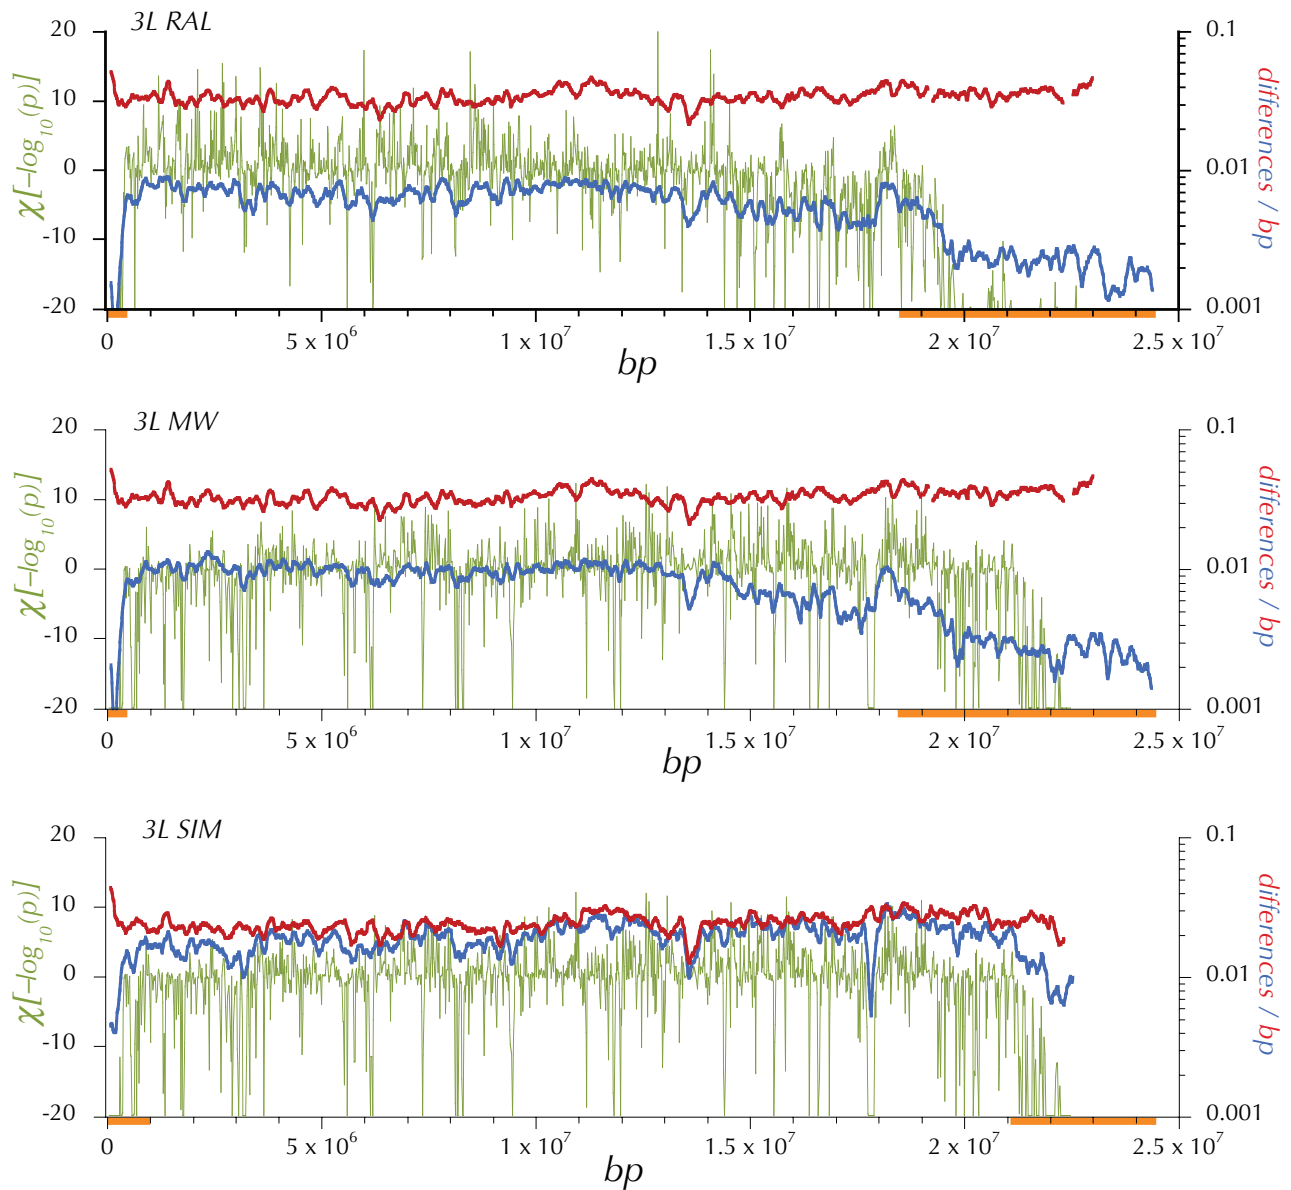 3L RAL
20
10
0
-10
-20
χ[-log10(p)]
0.1
0.01
0.001
differences / bp
0
5 x 10^6
1 x 10^7
1.5 x 10^7
2 x 10^7
2.5 x 10^7
bp
3L MW
20
10
0
-10
-20
χ[-log10(p)]
0.1
0.01
0.001
differences / bp
0
5 x 10^6
1 x 10^7
1.5 x 10^7
2 x 10^7
2.5 x 10^7
bp
3L SIM
20
10
0
-10
-20
χ[-log10(p)]
0.1
0.01
0.001
differences / bp
0
5 x 10^6
1 x 10^7
1.5 x 10^7
2 x 10^7
2.5 x 10^7
bp